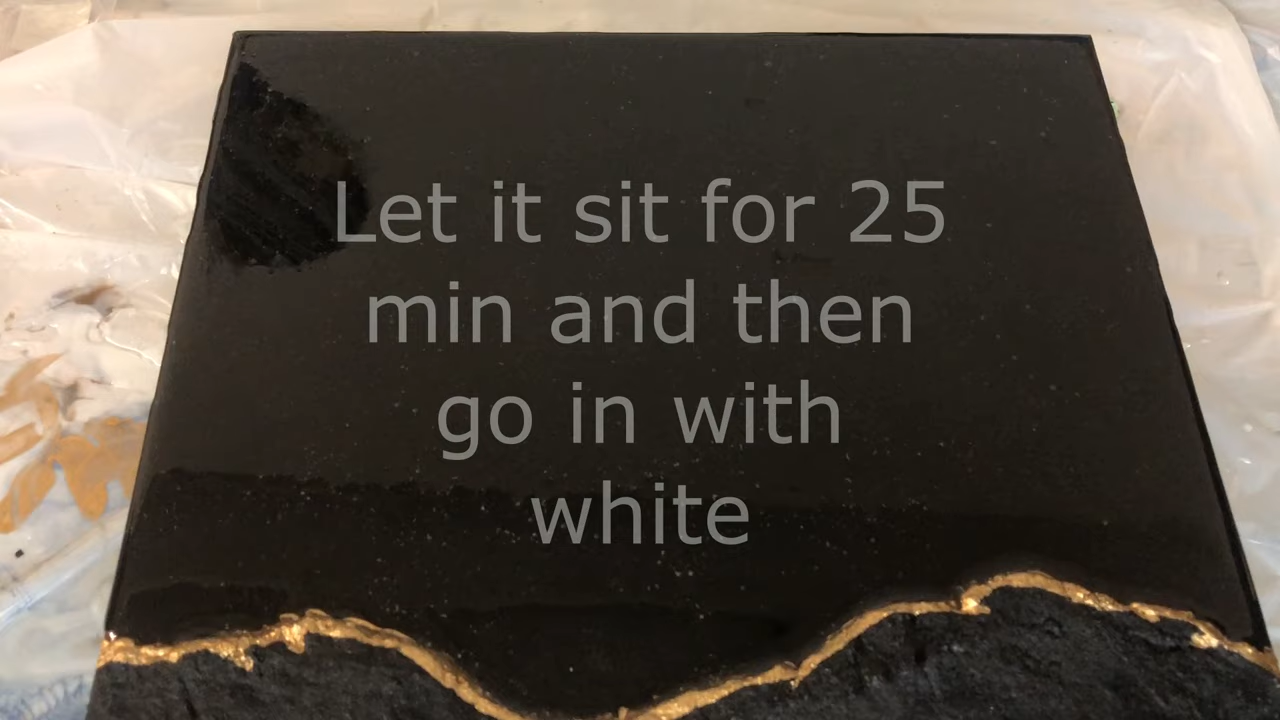 Let it sit for 25
min and then
go in with
white